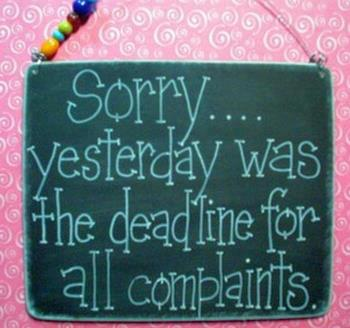 Sorry....
yesterday was
the deadline for
all complaints.